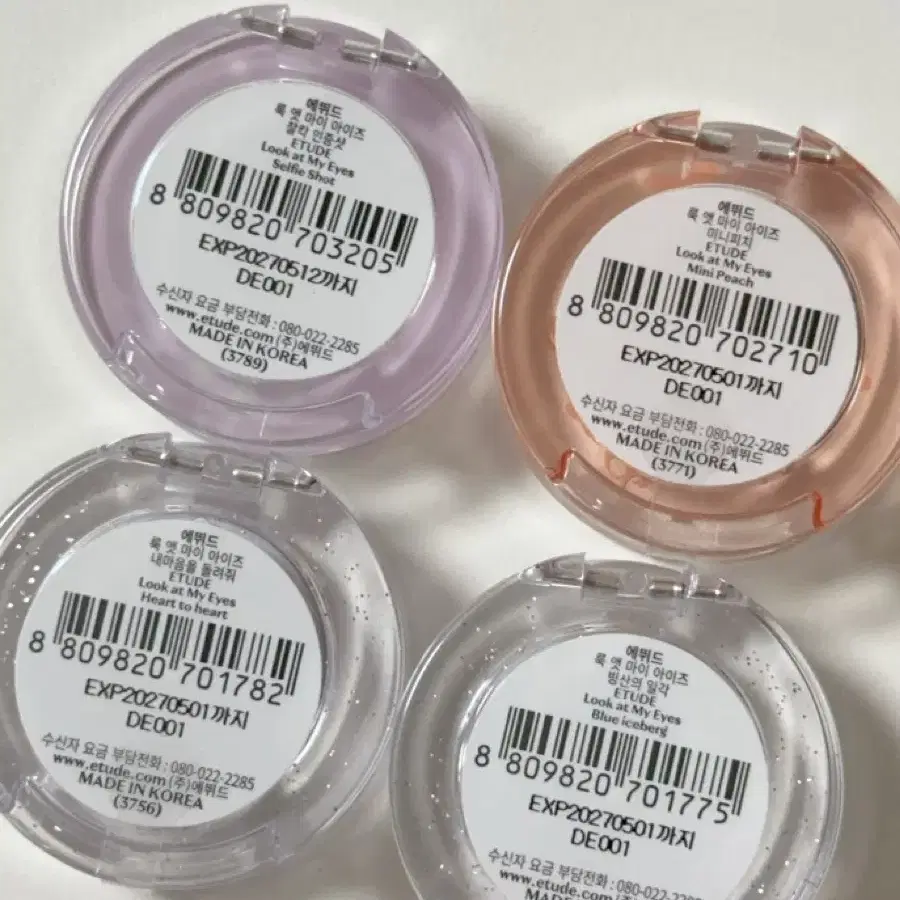 에뛰드
룩 앳 마이 아이즈
찰칵 인증샷
ETUDE
Look at My Eyes
Selfie Shot
8 809820 703205
EXP20270512까지
DE001
수신자 요금 부담전화 : 080-022-2285
www.etude.com (주)에뛰드
MADE IN KOREA
(3789)
에뛰드
룩 앳 마이 아이즈
미니피치
ETUDE
Look at My Eyes
Mini Peach
8 809820 702710
EXP20270501까지
DE001
수신자 요금 부담전화 : 080-022-2285
www.etude.com (주)에뛰드
MADE IN KOREA
(3771)
에뛰드
룩 앳 마이 아이즈
내마음을 돌려줘
ETUDE
Look at My Eyes
Heart to heart
8 809820 701782
EXP20270501까지
DE001
수신자 요금 부담전화 : 080-022-2285
www.etude.com (주)에뛰드
MADE IN KOREA
(3756)
에뛰드
룩 앳 마이 아이즈
빙산의 일각
ETUDE
Look at My Eyes
Blue iceberg
8 809820 701775
EXP20270501까지
DE001
수신자 요금 부담전화 : 080-022-2285
www.etude.com (주)에뛰드